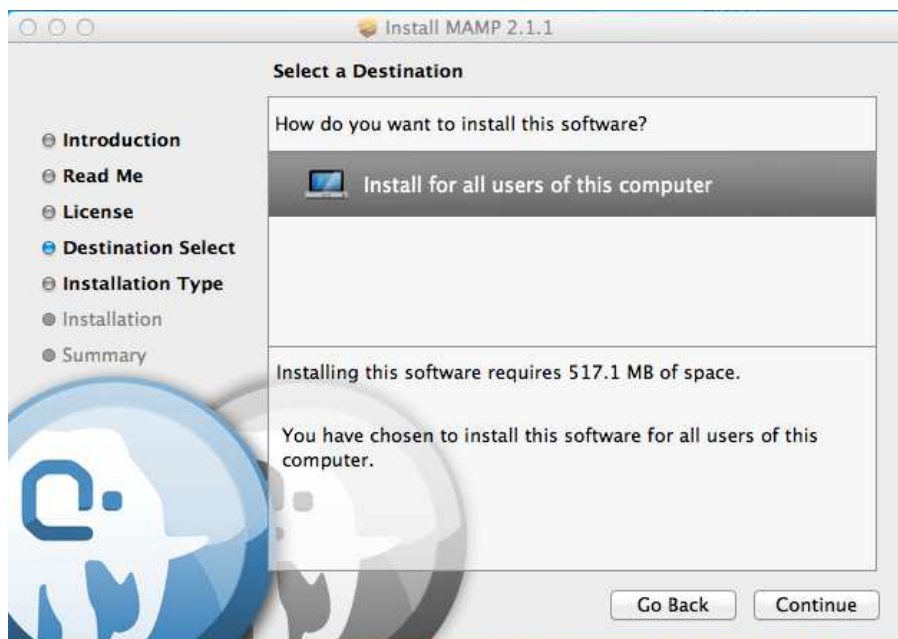 Install MAMP 2.1.1
Select a Destination
Introduction
Read Me
License
Destination Select
Installation Type
Installation
Summary
How do you want to install this software?
Install for all users of this computer
Installing this software requires 517.1 MB of space.
You have chosen to install this software for all users of this
computer.
Go Back
Continue